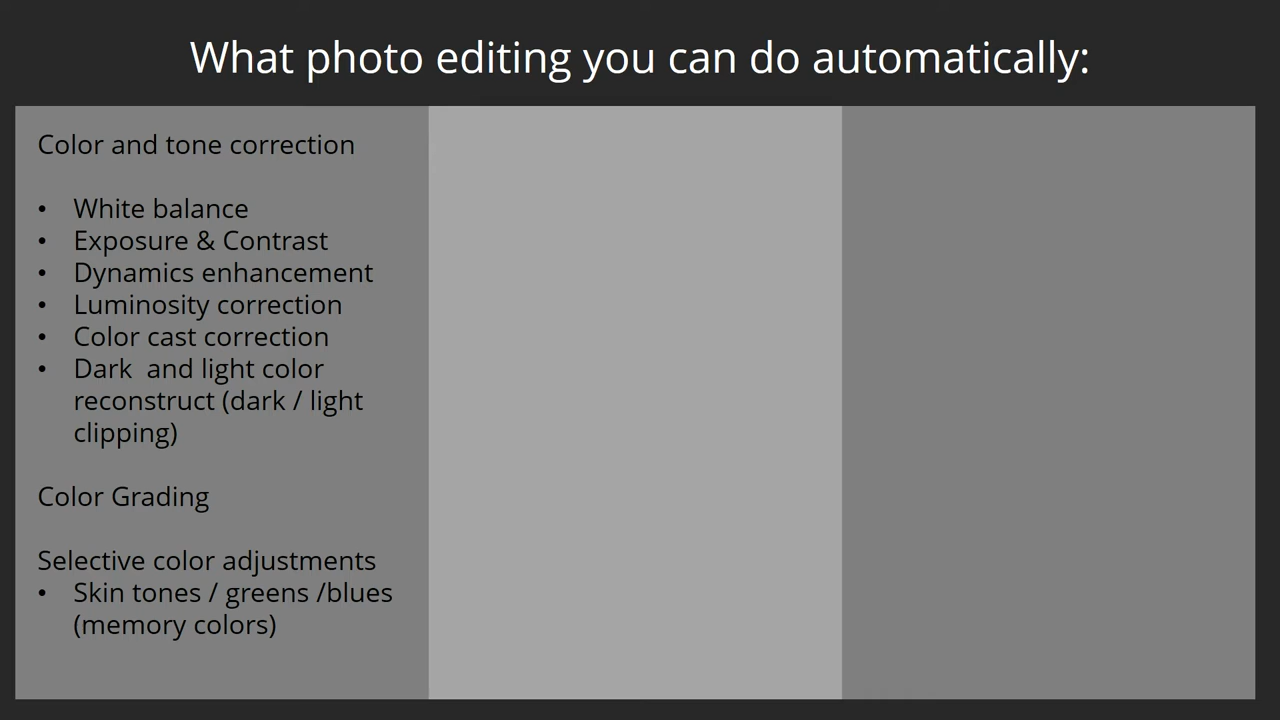 What photo editing you can do automatically:
Color and tone correction
• White balance
• Exposure & Contrast
• Dynamics enhancement
• Luminosity correction
• Color cast correction
• Dark  and light color
reconstruct (dark / light
clipping)
Color Grading
Selective color adjustments
• Skin tones / greens /blues
(memory colors)